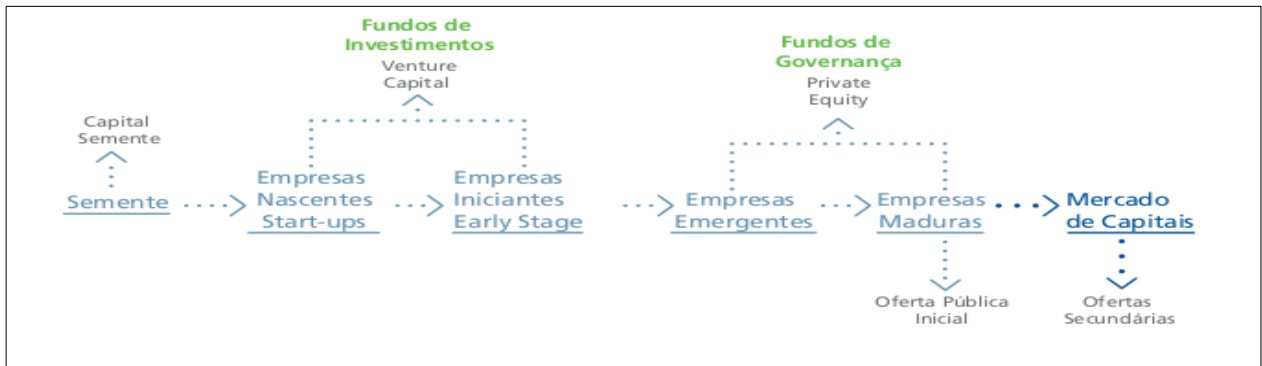 Fundos de
Investimentos
Venture
Capital
Fundos de
Governança
Private
Equity
Capital
Semente
Semente
Empresas
Nascentes
Start-ups
Empresas
Iniciantes
Early Stage
Empresas
Emergentes
Empresas
Maduras
Mercado
de Capitais
Oferta Pública
Inicial
Ofertas
Secundárias